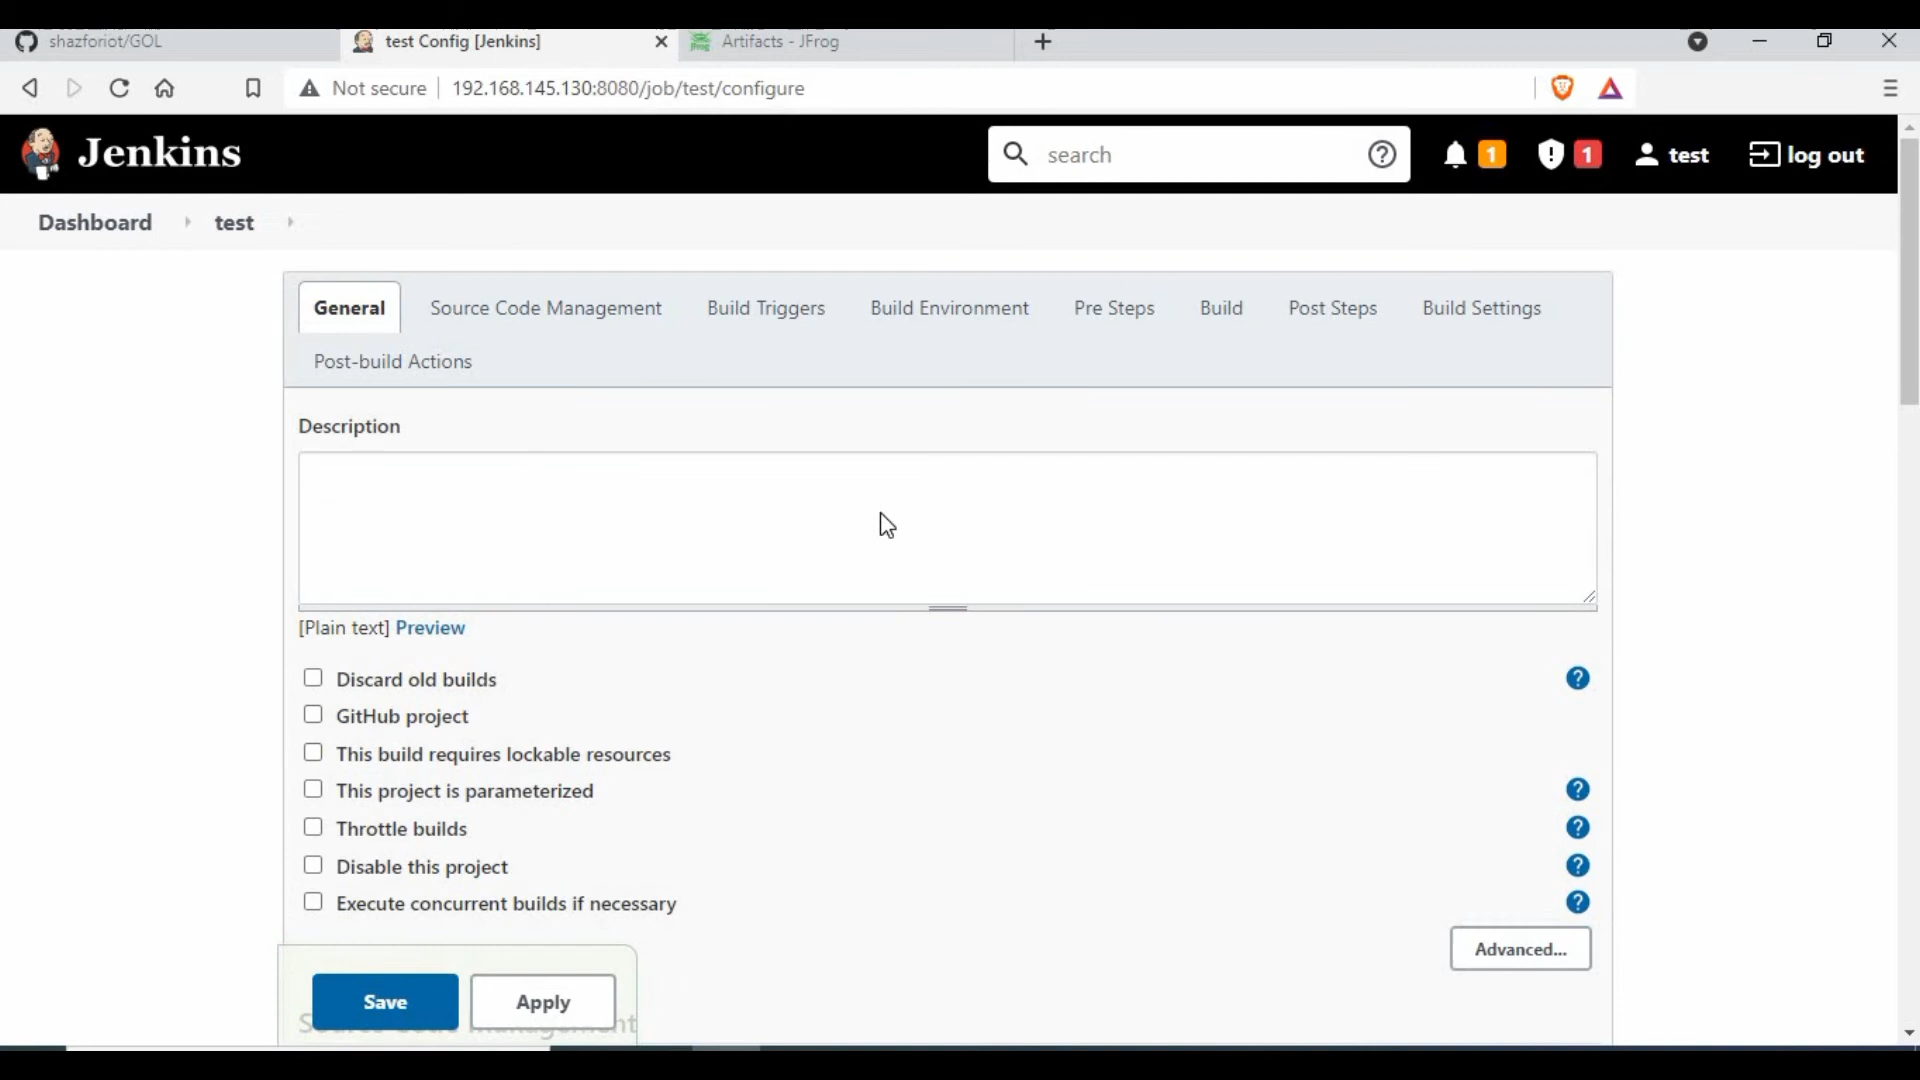 shazforiot/GOL
test Config [Jenkins]
Artifacts - JFrog
Not secure
192.168.145.130:8080/job/test/configure
Jenkins
search
1
1
test
log out
Dashboard
test
General
Source Code Management
Build Triggers
Build Environment
Pre Steps
Build
Post Steps
Build Settings
Post-build Actions
Description
[Plain text] Preview
Discard old builds
GitHub project
This build requires lockable resources
This project is parameterized
Throttle builds
Disable this project
Execute concurrent builds if necessary
Advanced...
Save
Apply
Source Code Management